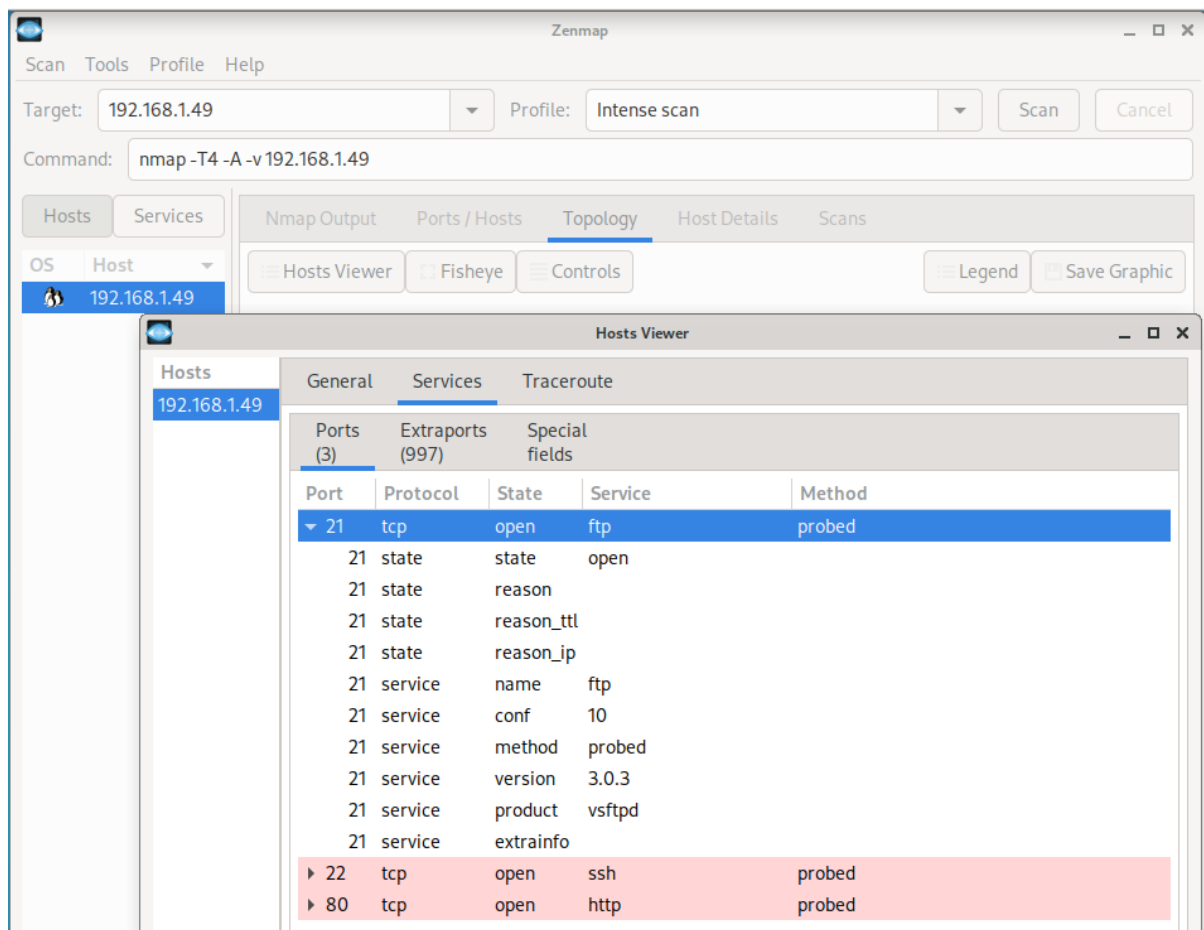 Zenmap
Scan Tools Profile Help
Target: 192.168.1.49 Profile: Intense scan Scan Cancel
Command: nmap -T4 -A -v 192.168.1.49
Hosts Services Nmap Output Ports / Hosts Topology Host Details Scans
OS Host Hosts Viewer Fisheye Controls Legend Save Graphic
192.168.1.49
Hosts Viewer
Hosts General Services Traceroute
192.168.1.49
Ports Extraports Special
(3) (997) fields
Port Protocol State Service Method
21 tcp open ftp probed
21 state state open
21 state reason
21 state reason_ttl
21 state reason_ip
21 service name ftp
21 service conf 10
21 service method probed
21 service version 3.0.3
21 service product vsftpd
21 service extrainfo
22 tcp open ssh probed
80 tcp open http probed